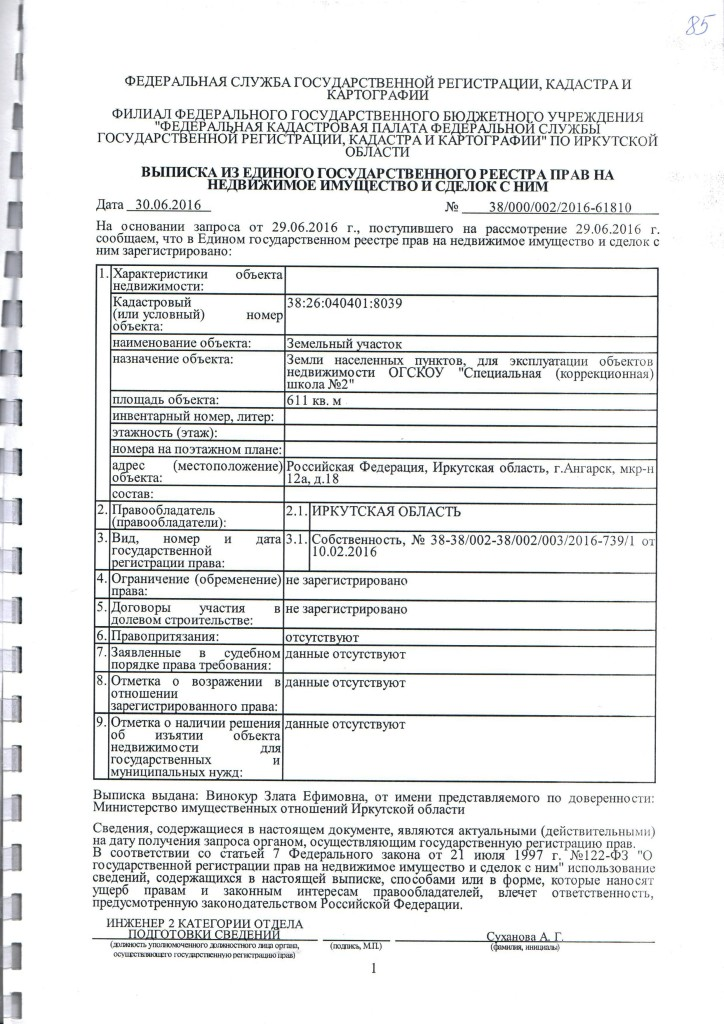 85
ФЕДЕРАЛЬНАЯ СЛУЖБА ГОСУДАРСТВЕННОЙ РЕГИСТРАЦИИ, КАДАСТРА И
КАРТОГРАФИИ
ФИЛИАЛ ФЕДЕРАЛЬНОГО ГОСУДАРСТВЕННОГО БЮДЖЕТНОГО УЧРЕЖДЕНИЯ
"ФЕДЕРАЛЬНАЯ КАДАСТРОВАЯ ПАЛАТА ФЕДЕРАЛЬНОЙ СЛУЖБЫ
ГОСУДАРСТВЕННОЙ РЕГИСТРАЦИИ, КАДАСТРА И КАРТОГРАФИИ" ПО ИРКУТСКОЙ
ОБЛАСТИ
ВЫПИСКА ИЗ ЕДИНОГО ГОСУДАРСТВЕННОГО РЕЕСТРА ПРАВ НА
НЕДВИЖИМОЕ ИМУЩЕСТВО И СДЕЛОК С НИМ
Дата 30.06.2016 № 38/000/002/2016-61810
На основании запроса от 29.06.2016 г., поступившего на рассмотрение 29.06.2016 г.
сообщаем, что в Едином государственном реестре прав на недвижимое имущество и сделок с
ним зарегистрировано:
1. Характеристики объекта
недвижимости:
Кадастровый 38:26:040401:8039
(или условный) номер
объекта:
наименование объекта: Земельный участок
назначение объекта: Земли населенных пунктов, для эксплуатации объектов
недвижимости ОГСКОУ "Специальная (коррекционная)
школа №2"
площадь объекта: 611 кв. м
инвентарный номер, литер:
этажность (этаж):
номера на поэтажном плане:
адрес (местоположение) Российская Федерация, Иркутская область, г.Ангарск, мкр-н
объекта: 12а, д.18
состав:
2. Правообладатель 2.1. ИРКУТСКАЯ ОБЛАСТЬ
(правообладатели):
3. Вид, номер и дата 3.1. Собственность, № 38-38/002-38/002/003/2016-739/1 от
государственной 10.02.2016
регистрации права:
4. Ограничение (обременение) не зарегистрировано
права:
5. Договоры участия в не зарегистрировано
долевом строительстве:
6. Правопритязания: отсутствуют
7. Заявленные в судебном данные отсутствуют
порядке права требования:
8. Отметка о возражении в данные отсутствуют
отношении
зарегистрированного права:
9. Отметка о наличии решения данные отсутствуют
об изъятии объекта
недвижимости для
государственных и
муниципальных нужд:
Выписка выдана: Винокур Злата Ефимовна, от имени представляемого по доверенности:
Министерство имущественных отношений Иркутской области
Сведения, содержащиеся в настоящем документе, являются актуальными (действительными)
на дату получения запроса органом, осуществляющим государственную регистрацию прав.
В соответствии со статьей 7 Федерального закона от 21 июля 1997 г. №122-ФЗ "О
государственной регистрации прав на недвижимое имущество и сделок с ним" использование
сведений, содержащихся в настоящей выписке, способами или в форме, которые наносят
ущерб правам и законным интересам правообладателей, влечет ответственность,
предусмотренную законодательством Российской Федерации.
ИНЖЕНЕР 2 КАТЕГОРИИ ОТДЕЛА
ПОДГОТОВКИ СВЕДЕНИЙ Суханова А. Г.
(должность уполномоченного должностного лица органа, (подпись, М.П.) (фамилия, инициалы)
осуществляющего государственную регистрацию прав)
1